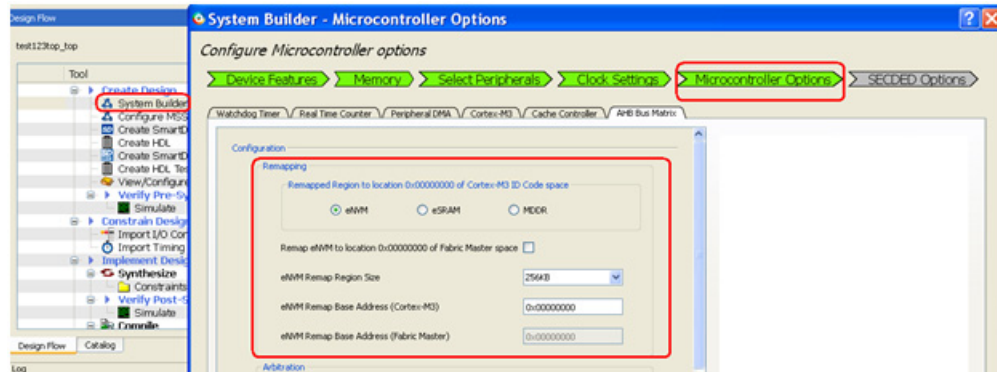 Design Flow
System Builder - Microcontroller Options
test123top_top
Configure Microcontroller options
Device Features
Memory
Select Peripherals
Clock Settings
Microcontroller Options
SECDED Options
Tool
Create Design
System Builder
Configure MSS
Create SmartD
Create HDL
Create SmartD
Create HDL Tes
View/Configure
Verify Pre-Sy
Simulate
Constrain Design
Import I/O Con
Import Timing
Implement Desig
Synthesize
Constraints
Verify Post-S
Simulate
Compile
Design Flow
Catalog
Log
Watchdog Timer
Real Time Counter
Peripheral DMA
Cortex-M3
Cache Controller
AHB Bus Matrix
Configuration
Remapping
Remapped Region to location 0x00000000 of Cortex-M3 ID Code space
eNVM
eSRAM
MDDR
Remap eNVM to location 0x00000000 of Fabric Master space
eNVM Remap Region Size
256KB
eNVM Remap Base Address (Cortex-M3)
0x00000000
eNVM Remap Base Address (Fabric Master)
0x00000000
Arbitration